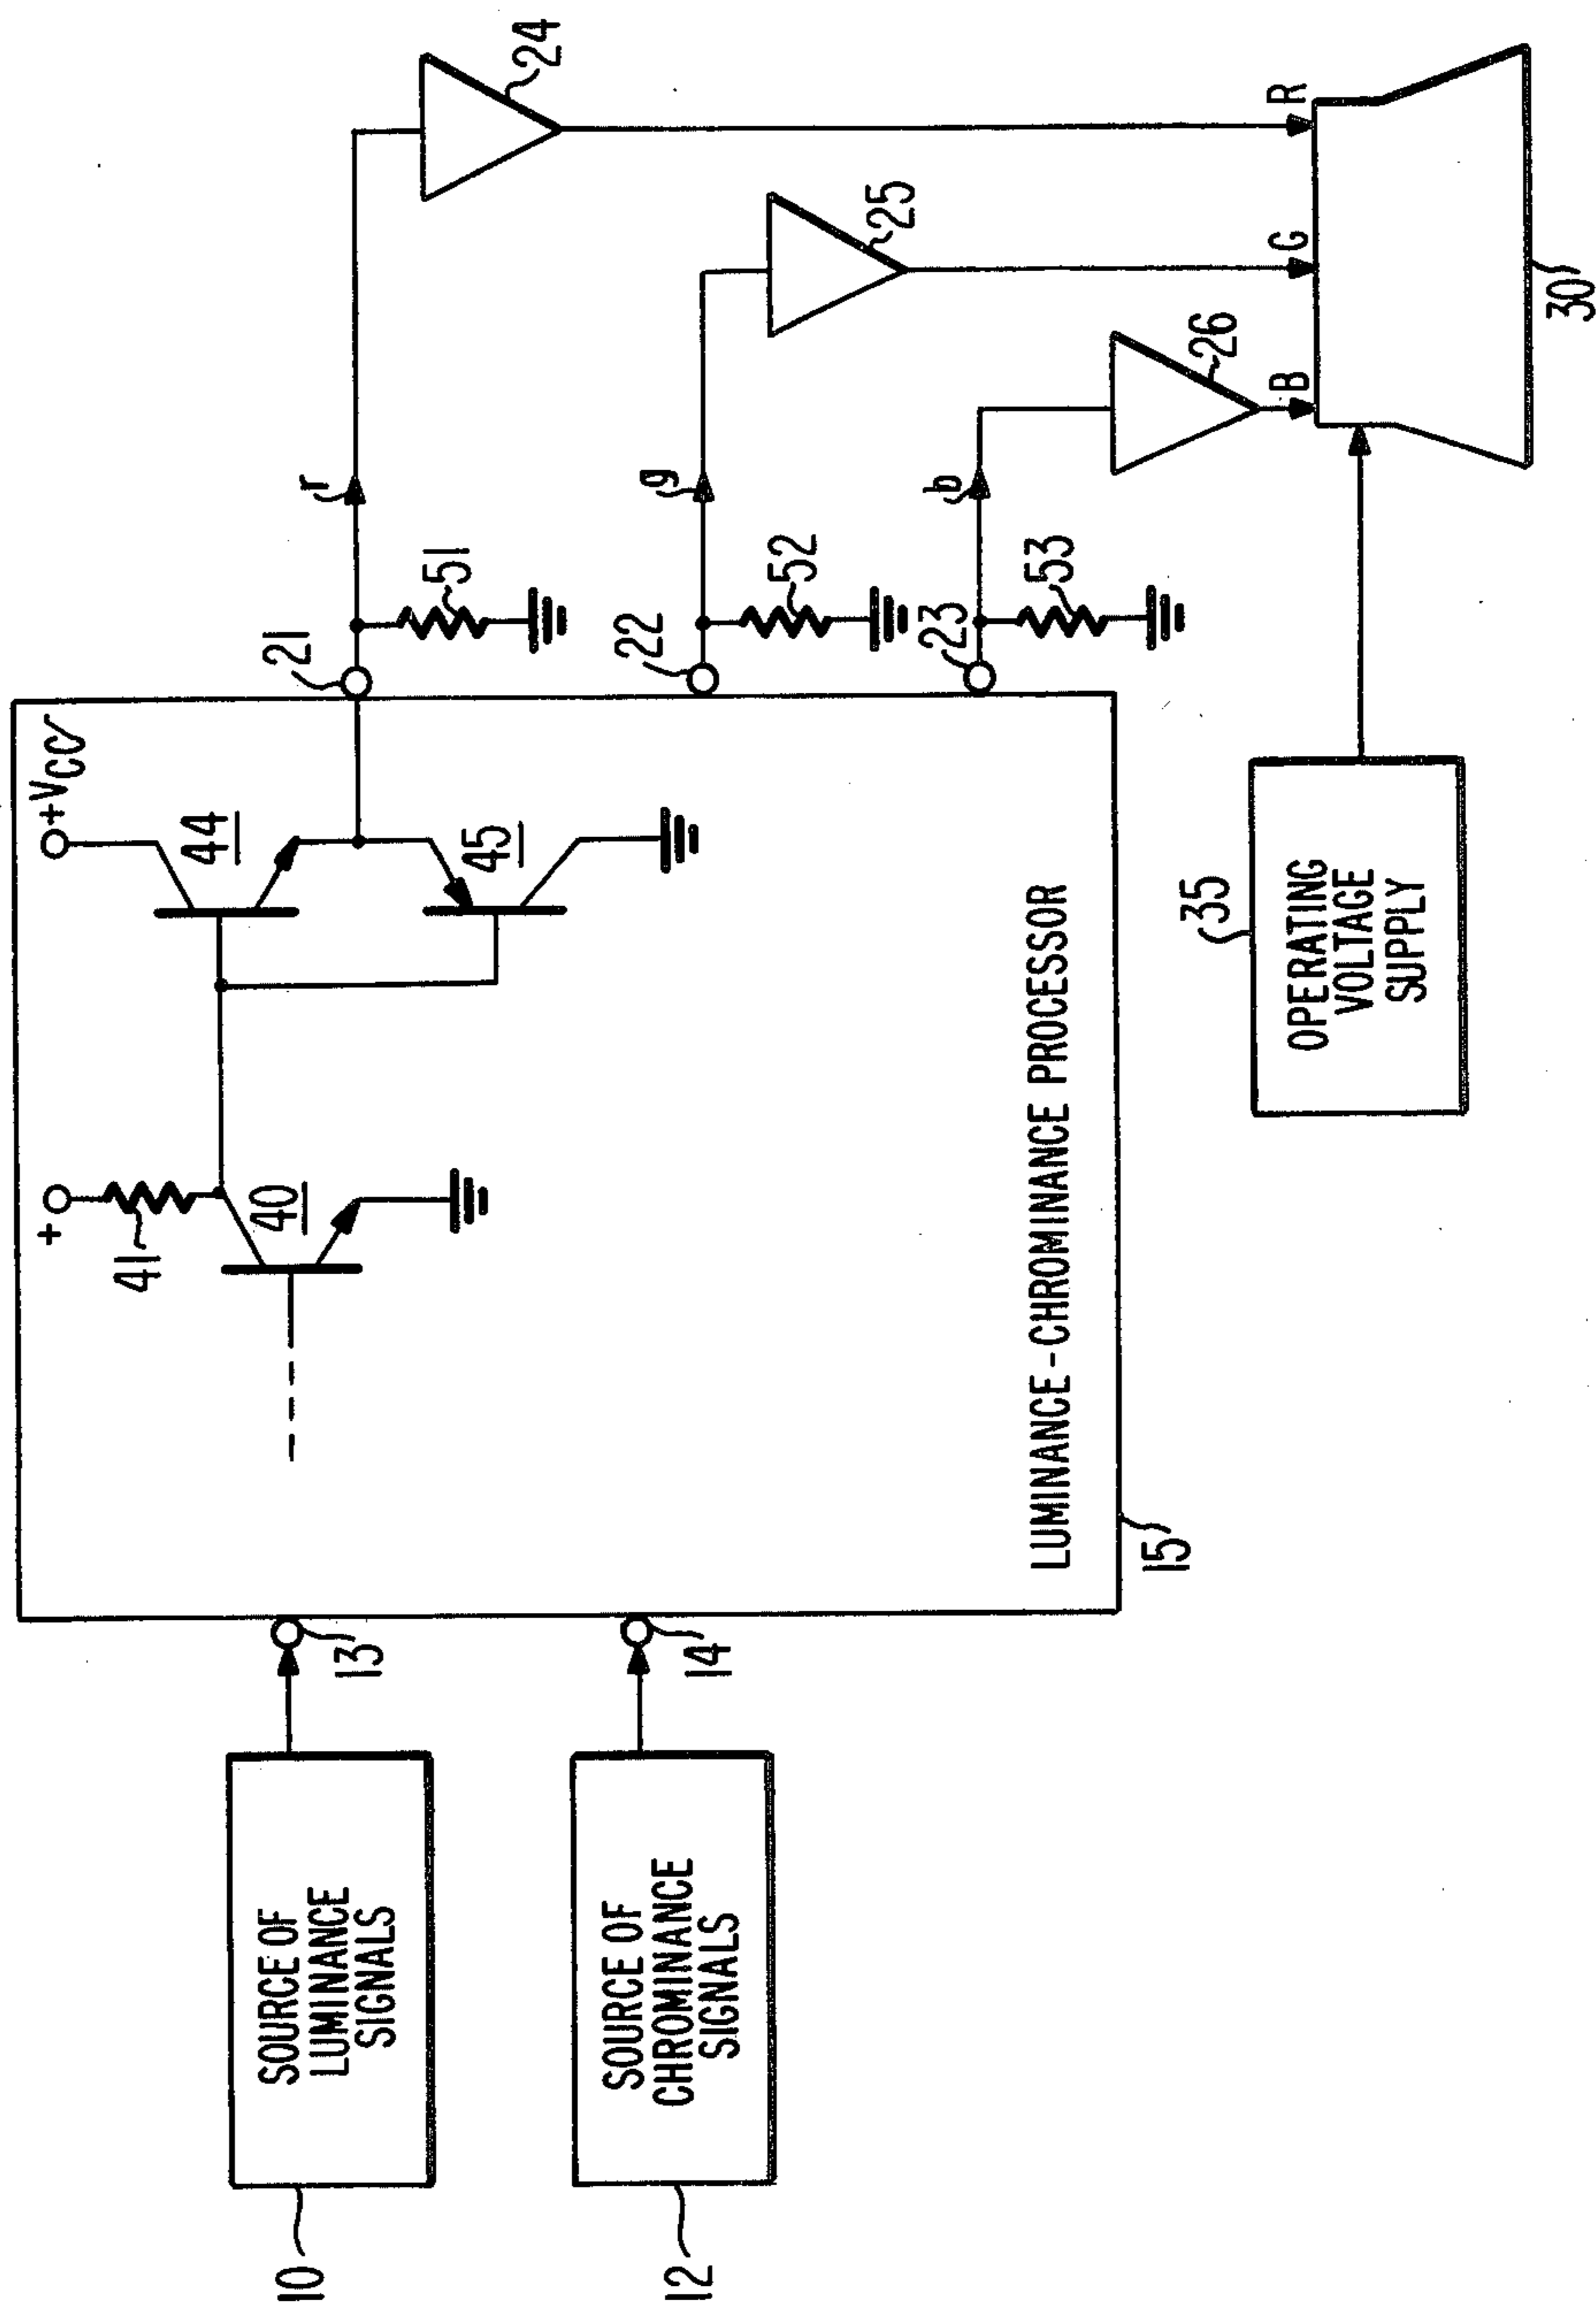 10
SOURCE OF
LUMINANCE
SIGNALS
12
SOURCE OF
CHROMINANCE
SIGNALS
13
14
15
+
41
40
+VCC
44
45
LUMINANCE-CHROMINANCE PROCESSOR
21
22
23
51
52
53
r
g
b
24
25
26
R
G
B
30
35
OPERATING
VOLTAGE
SUPPLY